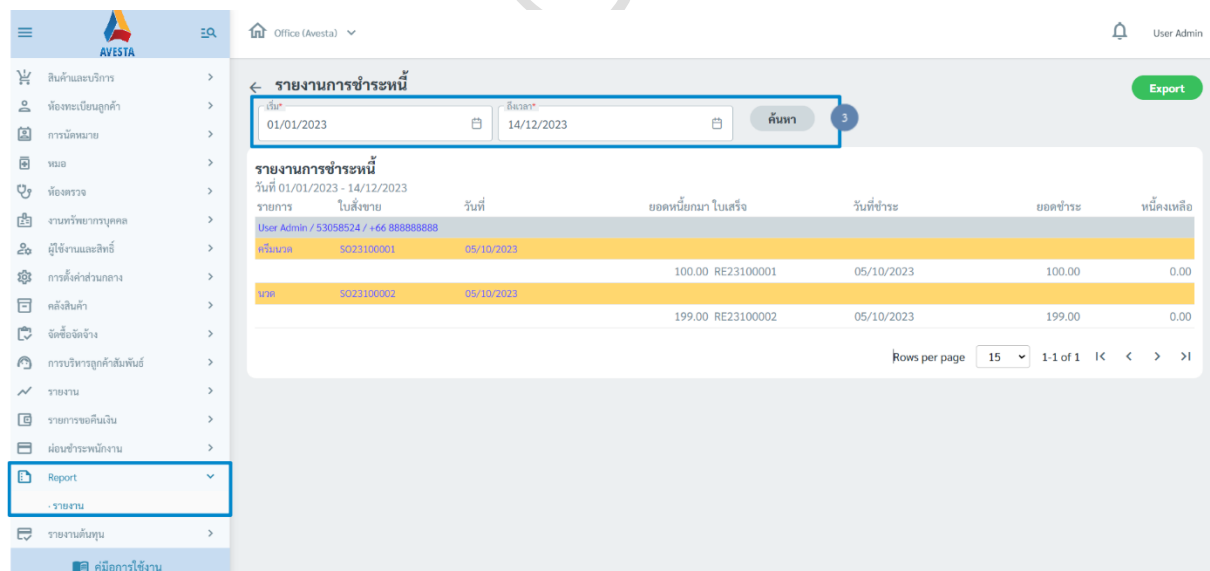 AVESTA
Office (Avesta)
User Admin
สินค้าและบริการ
ห้องทะเบียนลูกค้า
การนัดหมาย
หมอ
ห้องตรวจ
งานทรัพยากรบุคคล
ผู้ใช้งานและสิทธิ์
การตั้งค่าส่วนกลาง
คลังสินค้า
จัดซื้อจัดจ้าง
การบริหารลูกค้าสัมพันธ์
รายงาน
รายการขอคืนเงิน
ผ่อนชำระพนักงาน
Report
· รายงาน
รายงานต้นทุน
คู่มือการใช้งาน
รายงานการชำระหนี้
Export
เริ่ม* ถึงเวลา*
01/01/2023 14/12/2023 ค้นหา 3
รายงานการชำระหนี้
วันที่ 01/01/2023 - 14/12/2023
รายการ ใบสั่งขาย วันที่ ยอดหนี้ยกมา ใบเสร็จ วันที่ชำระ ยอดชำระ หนี้คงเหลือ
User Admin / 53058524 / +66 888888888
ครีมนวด SO23100001 05/10/2023
100.00 RE23100001 05/10/2023 100.00 0.00
นวด SO23100002 05/10/2023
199.00 RE23100002 05/10/2023 199.00 0.00
Rows per page 15 1-1 of 1